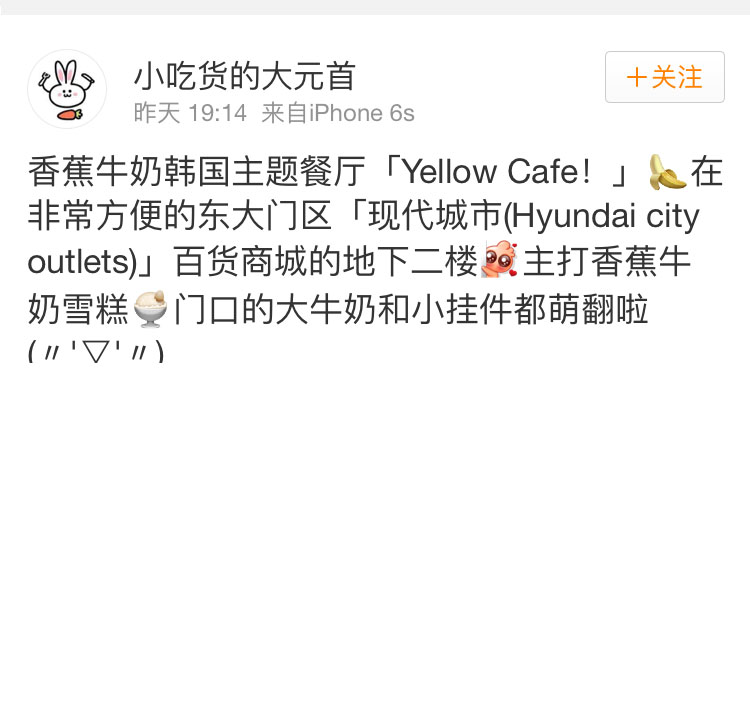 小吃货的大元首
+关注
昨天 19:14 来自iPhone 6s
香蕉牛奶韩国主题餐厅「Yellow Cafe！」🍌在
非常方便的东大门区「现代城市(Hyundai city
outlets)」百货商城的地下二楼主打香蕉牛
奶雪糕🍨门口的大牛奶和小挂件都萌翻啦
(〃'▽'〃)